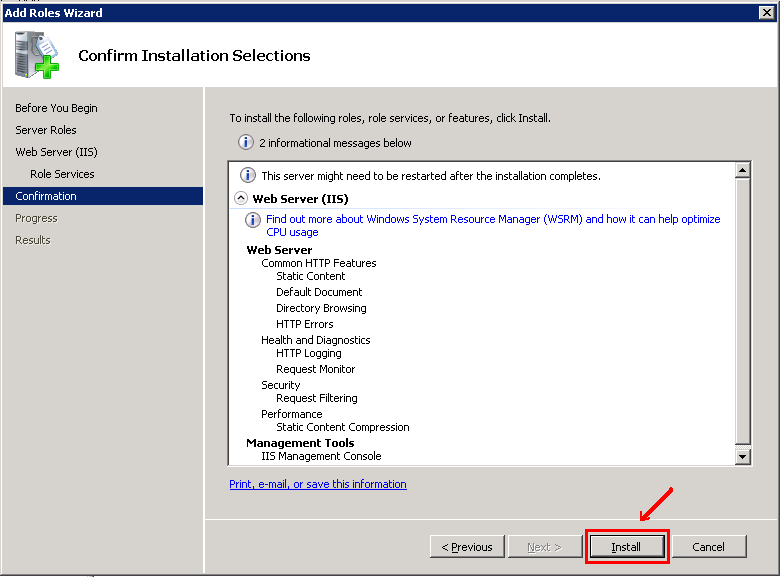 Add Roles Wizard
Confirm Installation Selections
Before You Begin
Server Roles
Web Server (IIS)
Role Services
Confirmation
Progress
Results
To install the following roles, role services, or features, click Install.
2 informational messages below
This server might need to be restarted after the installation completes.
Web Server (IIS)
Find out more about Windows System Resource Manager (WSRM) and how it can help optimize
CPU usage
Web Server
Common HTTP Features
Static Content
Default Document
Directory Browsing
HTTP Errors
Health and Diagnostics
HTTP Logging
Request Monitor
Security
Request Filtering
Performance
Static Content Compression
Management Tools
IIS Management Console
Print, e-mail, or save this information
< Previous
Next >
Install
Cancel